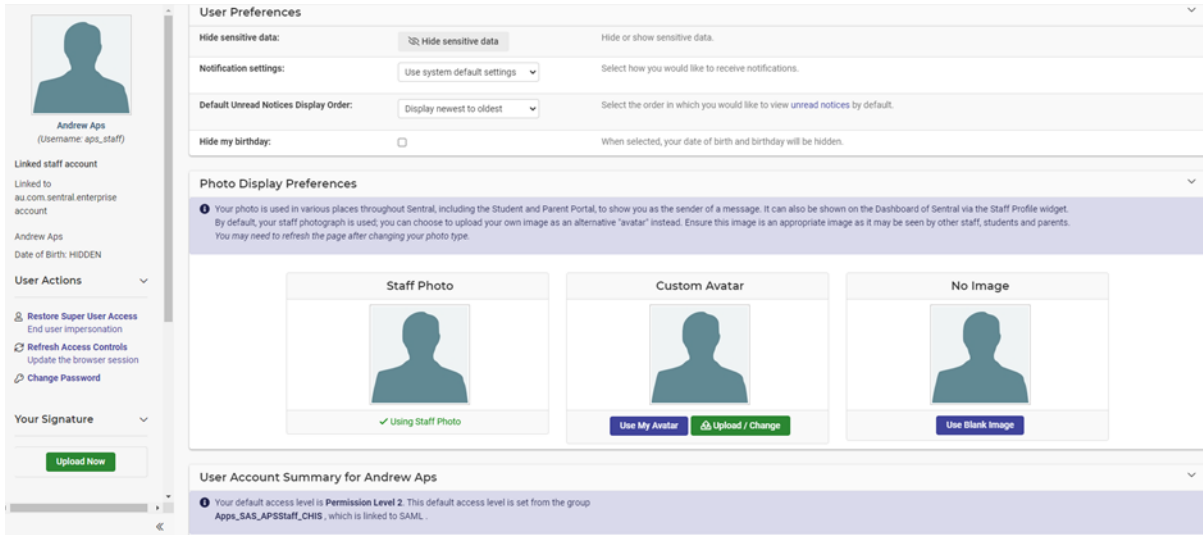 Andrew Aps
(Username: aps_staff)
Linked staff account
Linked to
au.com.sentral.enterprise
account
Andrew Aps
Date of Birth: HIDDEN
User Actions
Restore Super User Access
End user impersonation
Refresh Access Controls
Update the browser session
Change Password
Your Signature
Upload Now
User Preferences
Hide sensitive data:
Hide sensitive data
Hide or show sensitive data.
Notification settings:
Use system default settings
Select how you would like to receive notifications.
Default Unread Notices Display Order:
Display newest to oldest
Select the order in which you would like to view unread notices by default.
Hide my birthday:
When selected, your date of birth and birthday will be hidden.
Photo Display Preferences
Your photo is used in various places throughout Sentral, including the Student and Parent Portal, to show you as the sender of a message. It can also be shown on the Dashboard of Sentral via the Staff Profile widget.
By default, your staff photograph is used; you can choose to upload your own image as an alternative "avatar" instead. Ensure this image is an appropriate image as it may be seen by other staff, students and parents.
You may need to refresh the page after changing your photo type.
Staff Photo
Using Staff Photo
Custom Avatar
Use My Avatar
Upload / Change
No Image
Use Blank Image
User Account Summary for Andrew Aps
Your default access level is Permission Level 2. This default access level is set from the group
Apps_SAS_APSStaff_CHIS , which is linked to SAML .